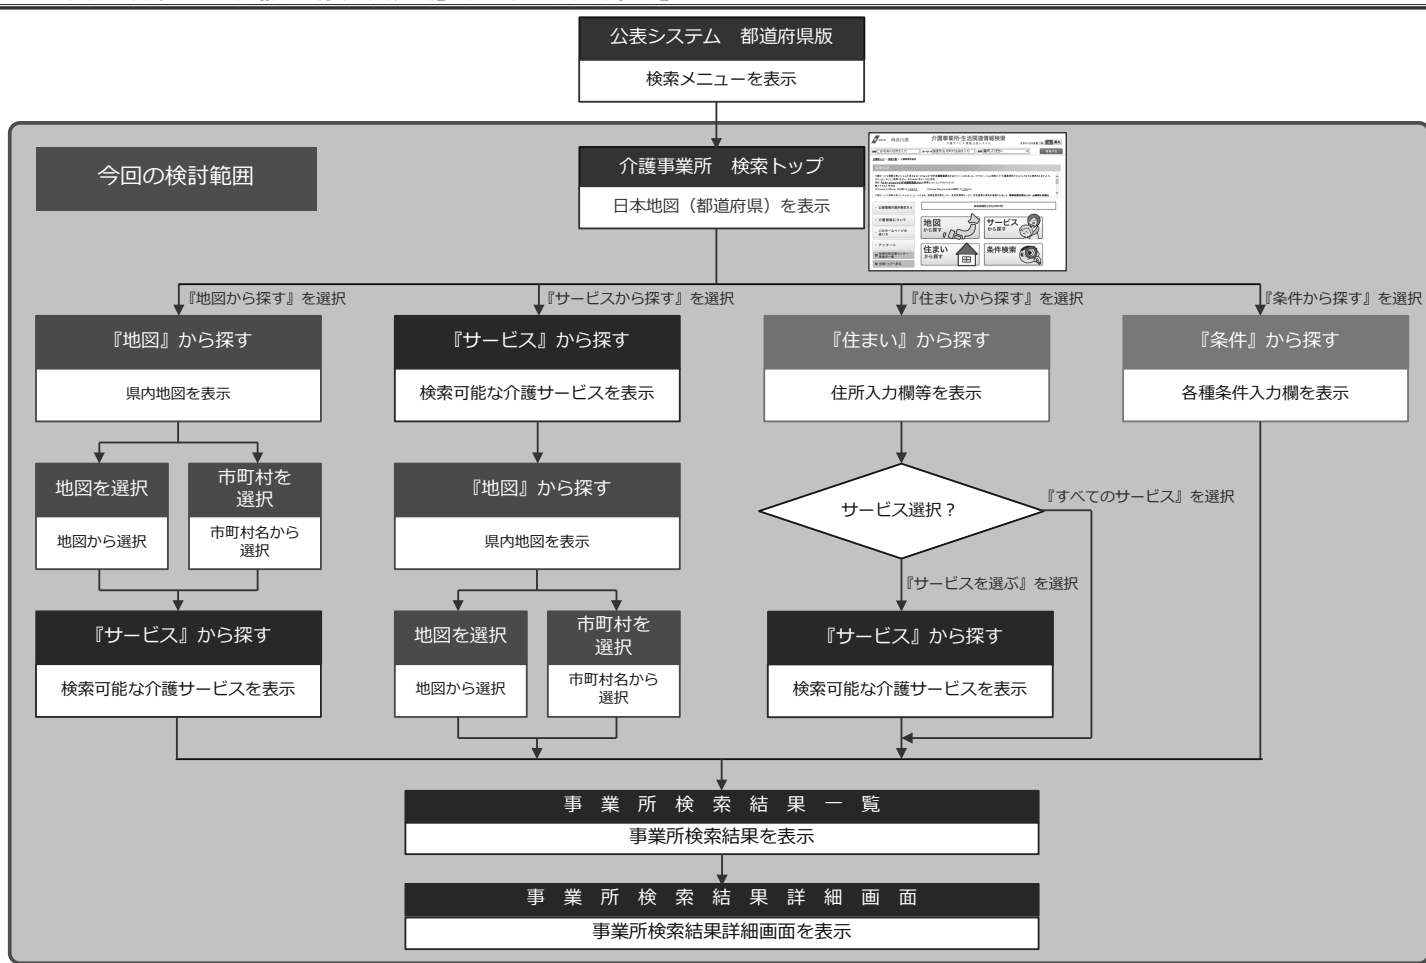 公表システム 都道府県版
検索メニューを表示
今回の検討範囲
介護事業所 検索トップ
日本地図（都道府県）を表示
介護事業所・生活関連情報検索
地図
から探す
サービス
から探す
住まい
から探す
条件検索
『地図から探す』を選択
『サービスから探す』を選択
『住まいから探す』を選択
『条件から探す』を選択
『地図』から探す
県内地図を表示
『サービス』から探す
検索可能な介護サービスを表示
『住まい』から探す
住所入力欄等を表示
『条件』から探す
各種条件入力欄を表示
地図を選択
地図から選択
市町村を
選択
市町村名から
選択
『地図』から探す
県内地図を表示
サービス選択？
『すべてのサービス』を選択
『サービスを選ぶ』を選択
『サービス』から探す
検索可能な介護サービスを表示
地図を選択
地図から選択
市町村を
選択
市町村名から
選択
『サービス』から探す
検索可能な介護サービスを表示
事業所検索結果一覧
事業所検索結果を表示
事業所検索結果詳細画面
事業所検索結果詳細画面を表示